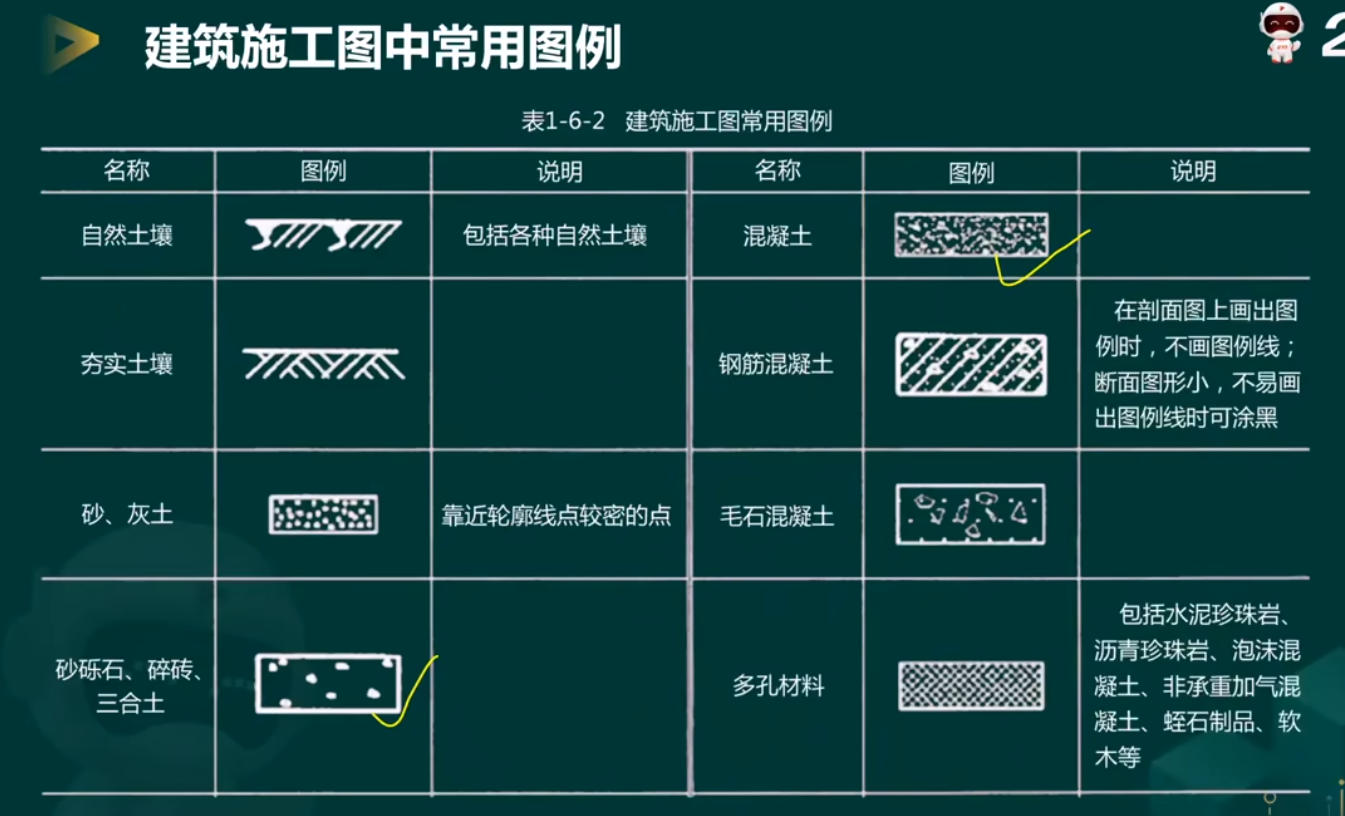 建筑施工图中常用图例
2
表1-6-2 建筑施工图常用图例
名称 图例 说明 名称 图例 说明
自然土壤 包括各种自然土壤 混凝土
夯实土壤 钢筋混凝土
在剖面图上画出图
例时，不画图例线；
断面图形小，不易画
出图例线时可涂黑
砂、灰土 靠近轮廓线点较密的点 毛石混凝土
砂砾石、碎砖、
三合土
多孔材料
包括水泥珍珠岩、
沥青珍珠岩、泡沫混
凝土、非承重加气混
凝土、蛭石制品、软
木等